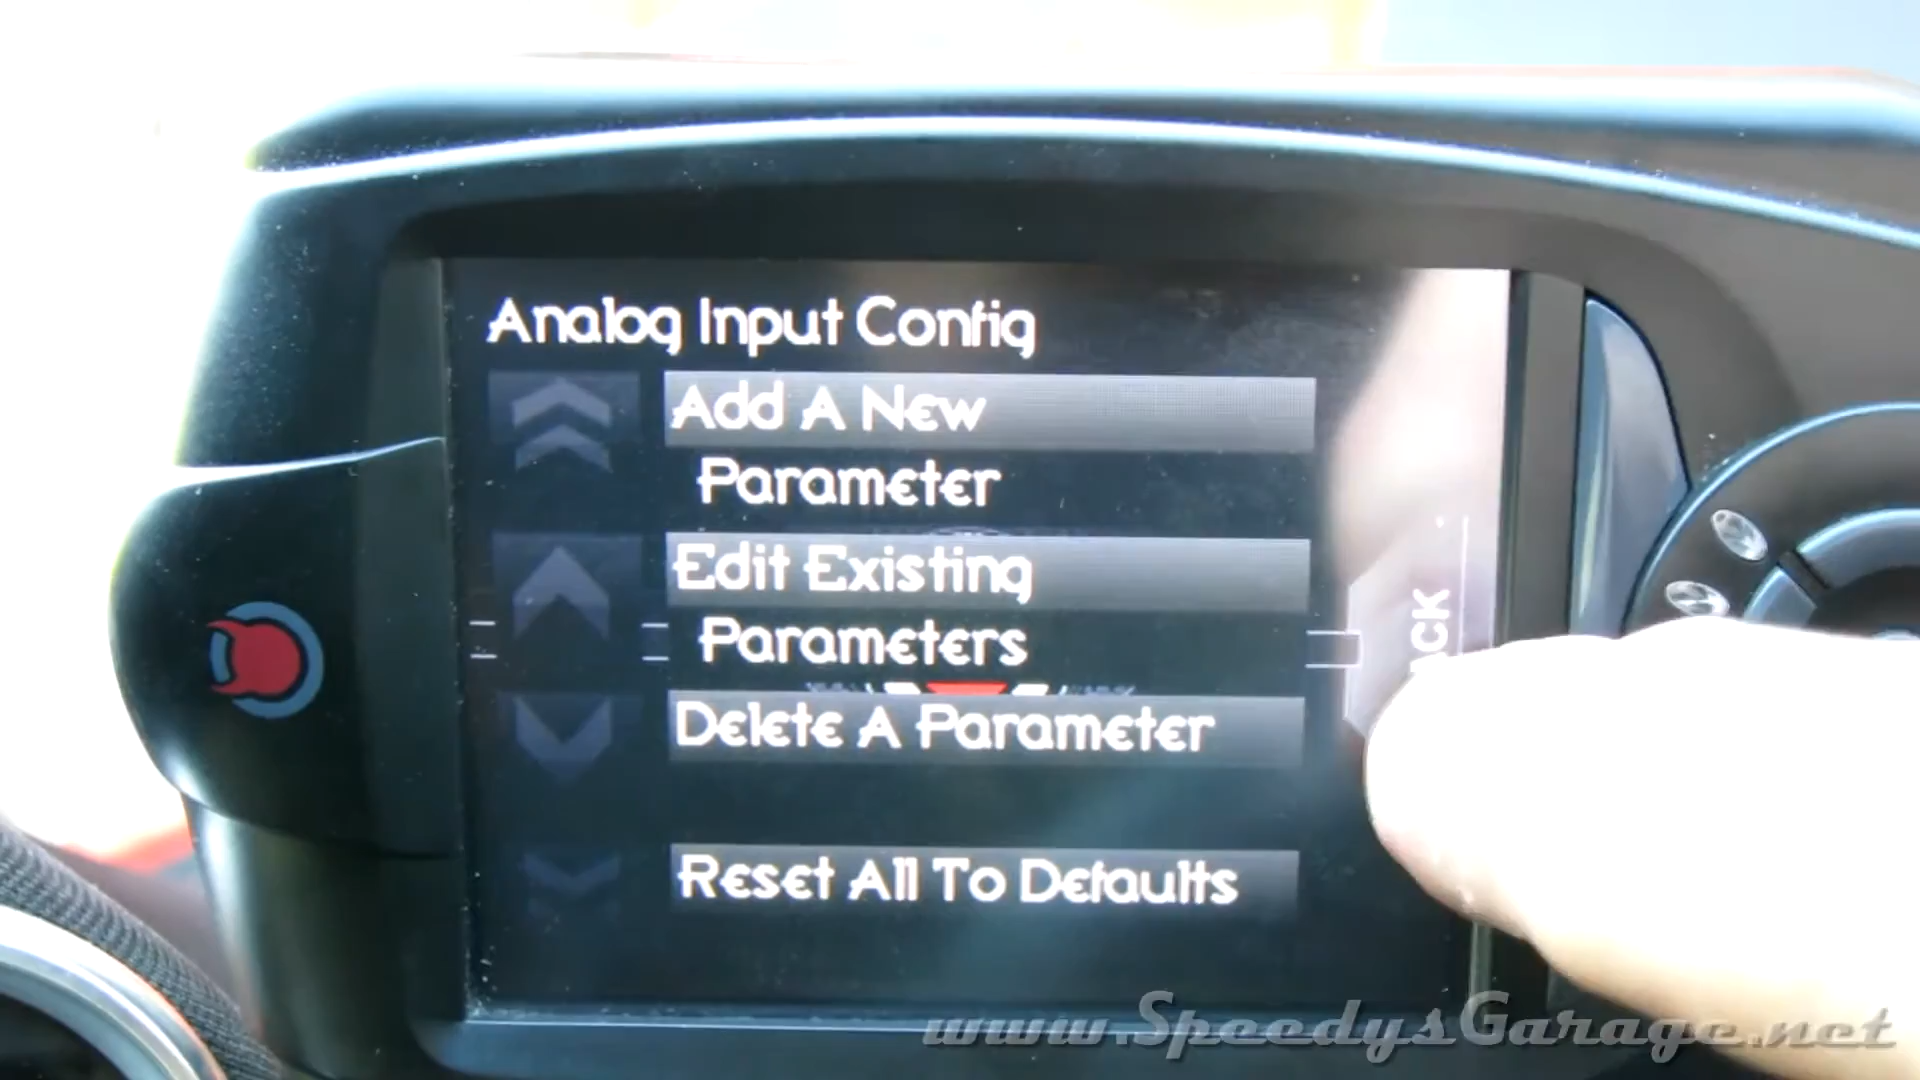 Analog Input Config
Add A New
Parameter
Edit Existing
Parameters
Delete A Parameter
Reset All To Defaults
www.SpeedysGarage.net